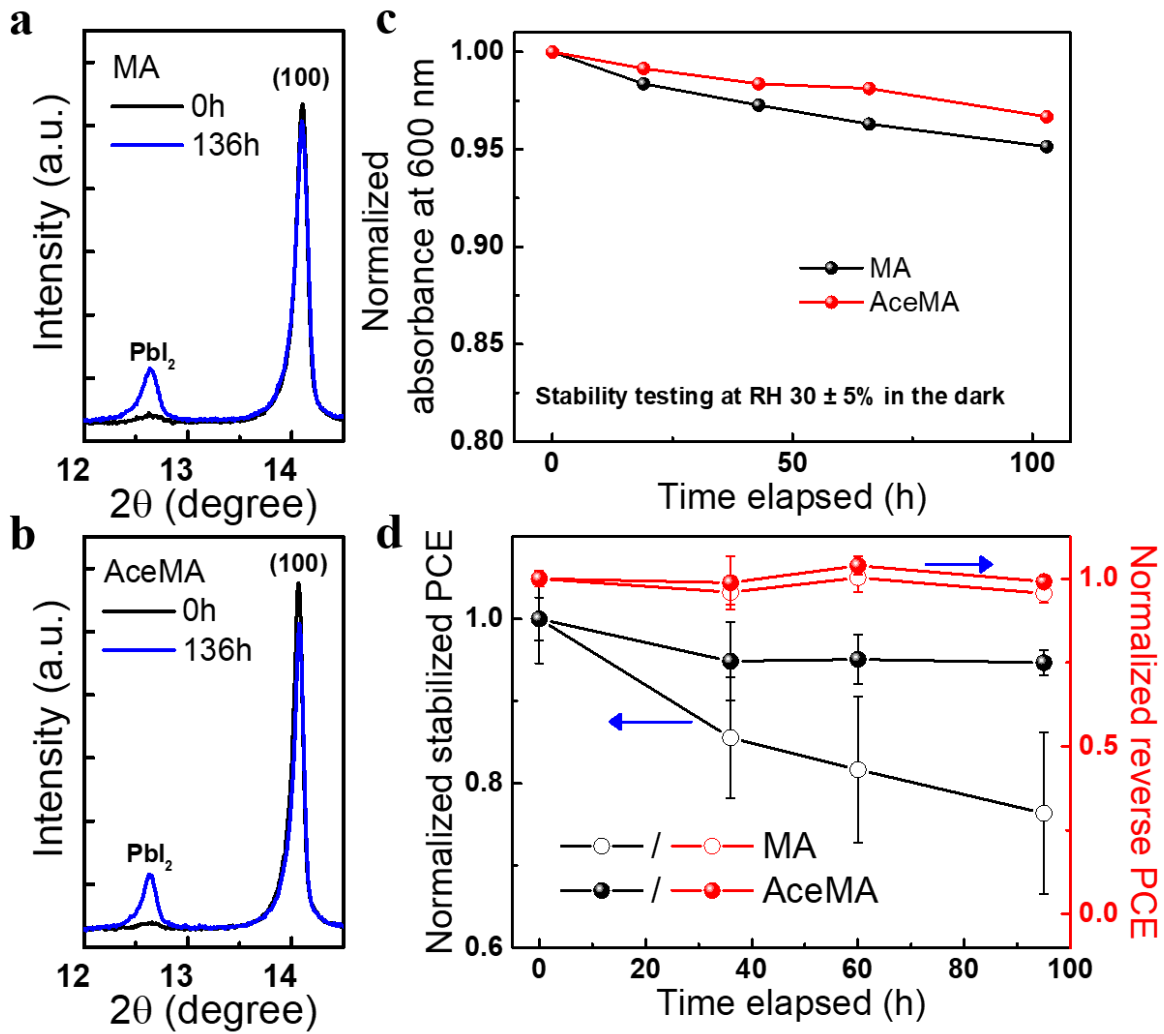 a
MA
0h
136h
(100)
PbI₂
Intensity (a.u.)
12
13
14
2θ (degree)
b
AceMA
0h
136h
(100)
PbI₂
Intensity (a.u.)
12
13
14
2θ (degree)
c
1.00
0.95
0.90
0.85
0.80
Normalized
absorbance at 600 nm
MA
AceMA
Stability testing at RH 30 ± 5% in the dark
0
50
100
Time elapsed (h)
d
1.0
0.8
0.6
Normalized stabilized PCE
/ MA
/ AceMA
1.0
0.5
0.0
Normalized reverse PCE
0
20
40
60
80
100
Time elapsed (h)